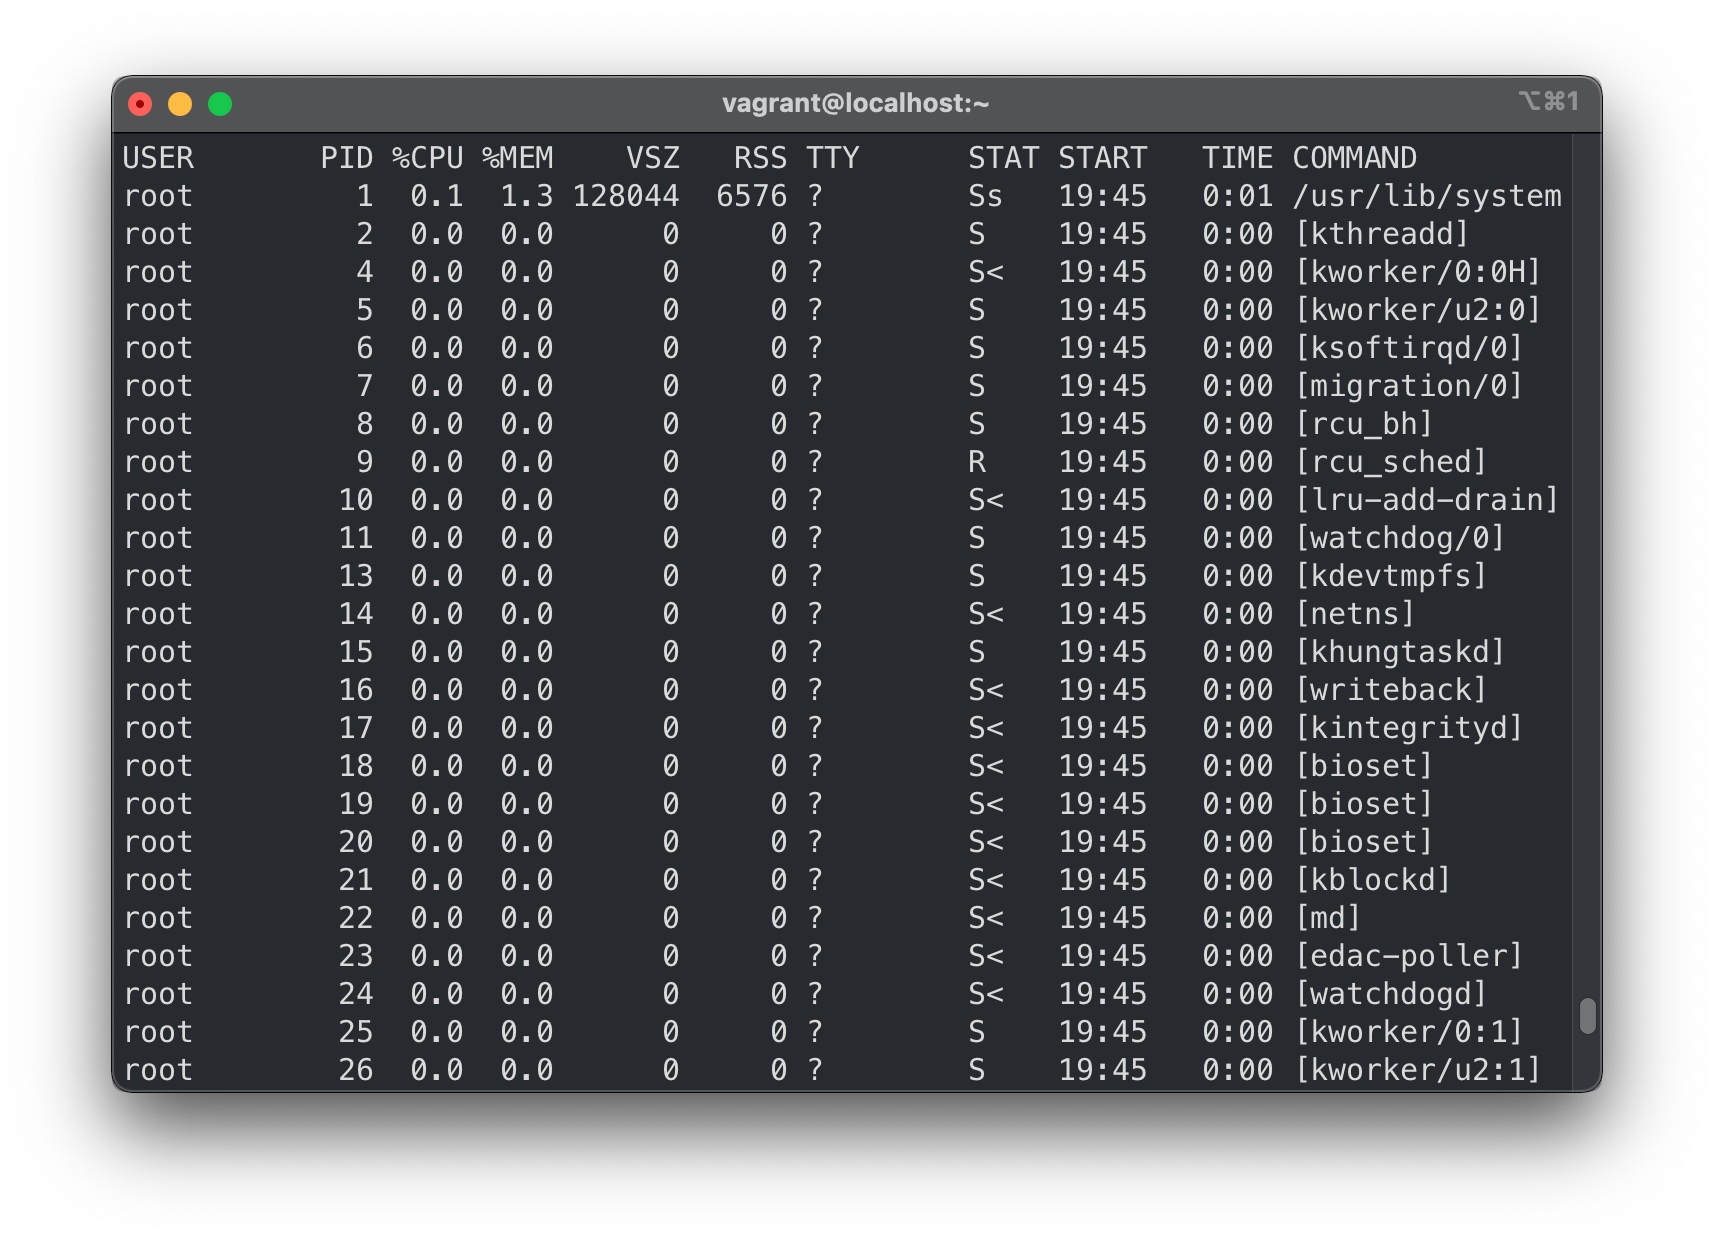 vagrant@localhost:~ ⌥⌘1
USER       PID %CPU %MEM    VSZ   RSS TTY      STAT START   TIME COMMAND
root         1  0.1  1.3 128044  6576 ?        Ss   19:45   0:01 /usr/lib/system
root         2  0.0  0.0      0     0 ?        S    19:45   0:00 [kthreadd]
root         4  0.0  0.0      0     0 ?        S<   19:45   0:00 [kworker/0:0H]
root         5  0.0  0.0      0     0 ?        S    19:45   0:00 [kworker/u2:0]
root         6  0.0  0.0      0     0 ?        S    19:45   0:00 [ksoftirqd/0]
root         7  0.0  0.0      0     0 ?        S    19:45   0:00 [migration/0]
root         8  0.0  0.0      0     0 ?        S    19:45   0:00 [rcu_bh]
root         9  0.0  0.0      0     0 ?        R    19:45   0:00 [rcu_sched]
root        10  0.0  0.0      0     0 ?        S<   19:45   0:00 [lru-add-drain]
root        11  0.0  0.0      0     0 ?        S    19:45   0:00 [watchdog/0]
root        13  0.0  0.0      0     0 ?        S    19:45   0:00 [kdevtmpfs]
root        14  0.0  0.0      0     0 ?        S<   19:45   0:00 [netns]
root        15  0.0  0.0      0     0 ?        S    19:45   0:00 [khungtaskd]
root        16  0.0  0.0      0     0 ?        S<   19:45   0:00 [writeback]
root        17  0.0  0.0      0     0 ?        S<   19:45   0:00 [kintegrityd]
root        18  0.0  0.0      0     0 ?        S<   19:45   0:00 [bioset]
root        19  0.0  0.0      0     0 ?        S<   19:45   0:00 [bioset]
root        20  0.0  0.0      0     0 ?        S<   19:45   0:00 [bioset]
root        21  0.0  0.0      0     0 ?        S<   19:45   0:00 [kblockd]
root        22  0.0  0.0      0     0 ?        S<   19:45   0:00 [md]
root        23  0.0  0.0      0     0 ?        S<   19:45   0:00 [edac-poller]
root        24  0.0  0.0      0     0 ?        S<   19:45   0:00 [watchdogd]
root        25  0.0  0.0      0     0 ?        S    19:45   0:00 [kworker/0:1]
root        26  0.0  0.0      0     0 ?        S    19:45   0:00 [kworker/u2:1]